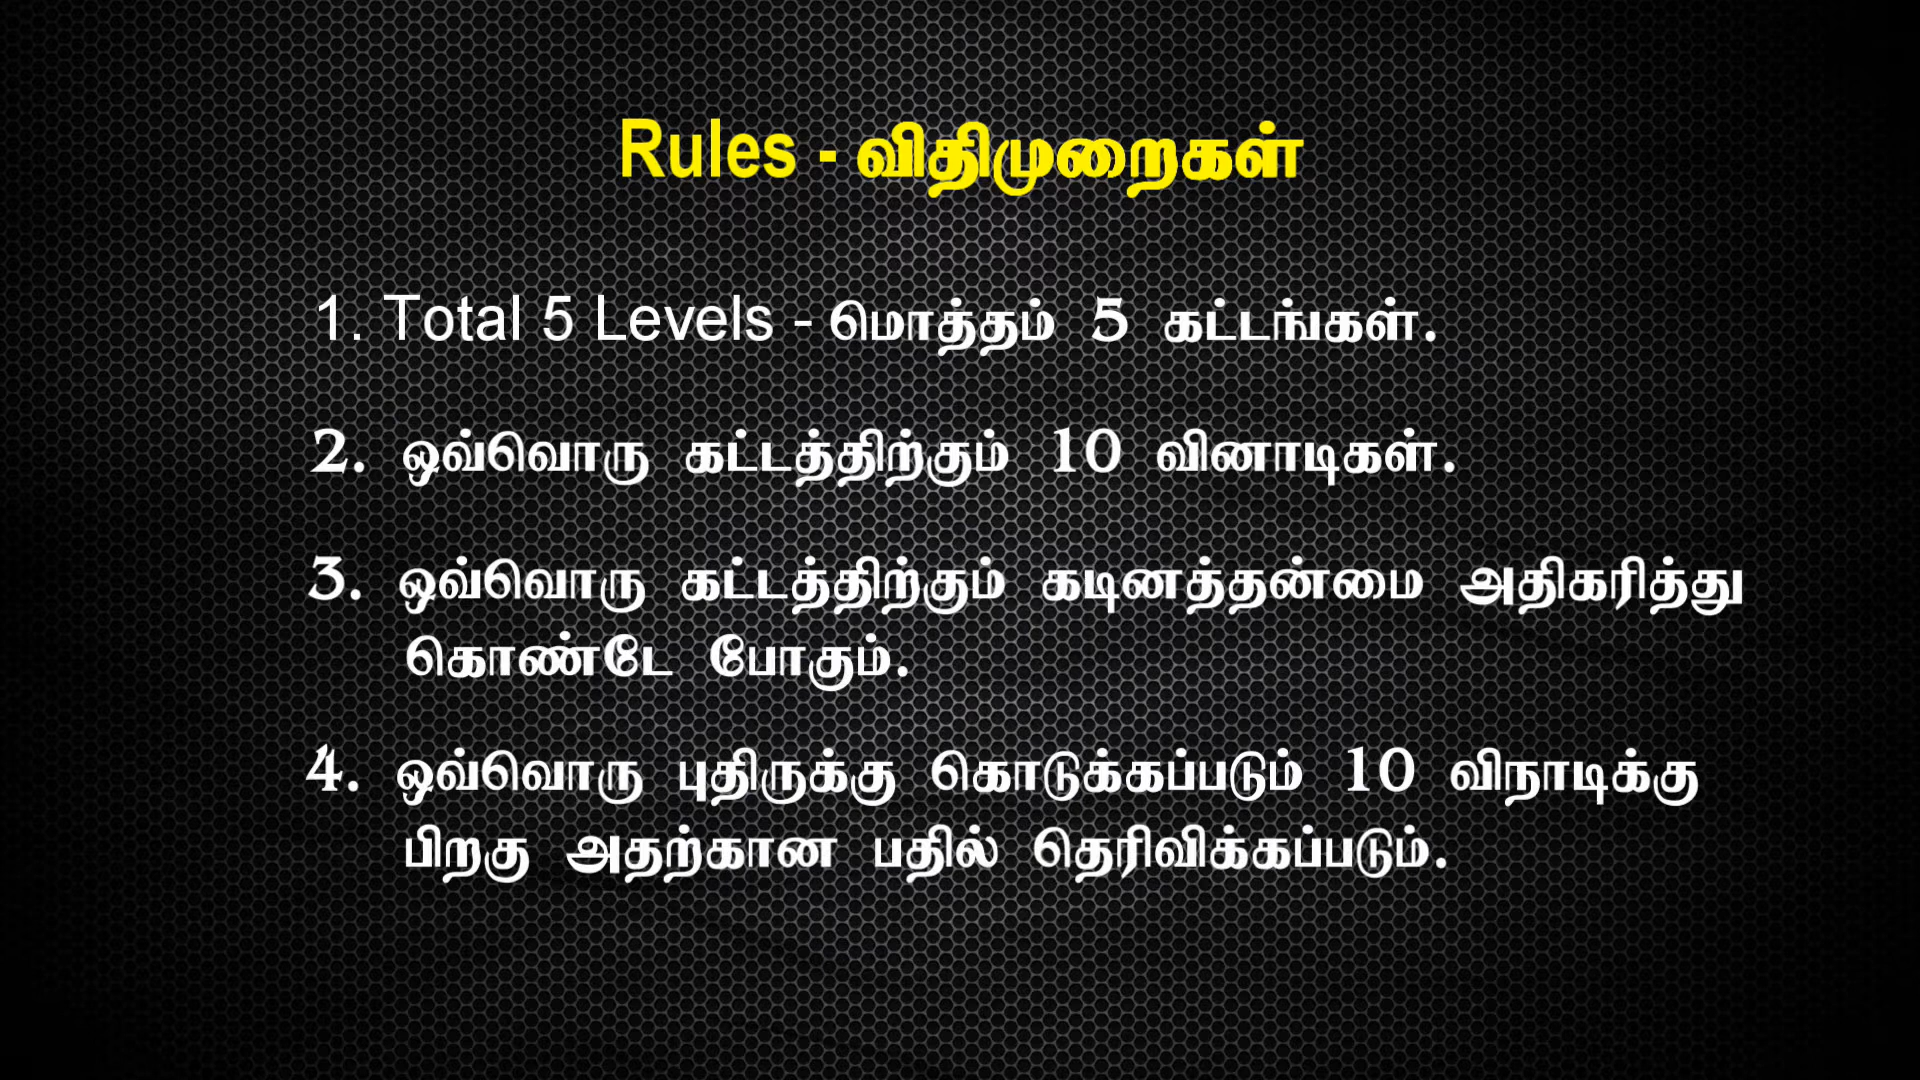 Rules - விதிமுறைகள்
1. Total 5 Levels - மொத்தம் 5 கட்டங்கள்.
2. ஒவ்வொரு கட்டத்திற்கும் 10 வினாடிகள்.
3. ஒவ்வொரு கட்டத்திற்கும் கடினத்தன்மை அதிகரித்து
கொண்டே போகும்.
4. ஒவ்வொரு புதிருக்கு கொடுக்கப்படும் 10 விநாடிக்கு
பிறகு அதற்கான பதில் தெரிவிக்கப்படும்.